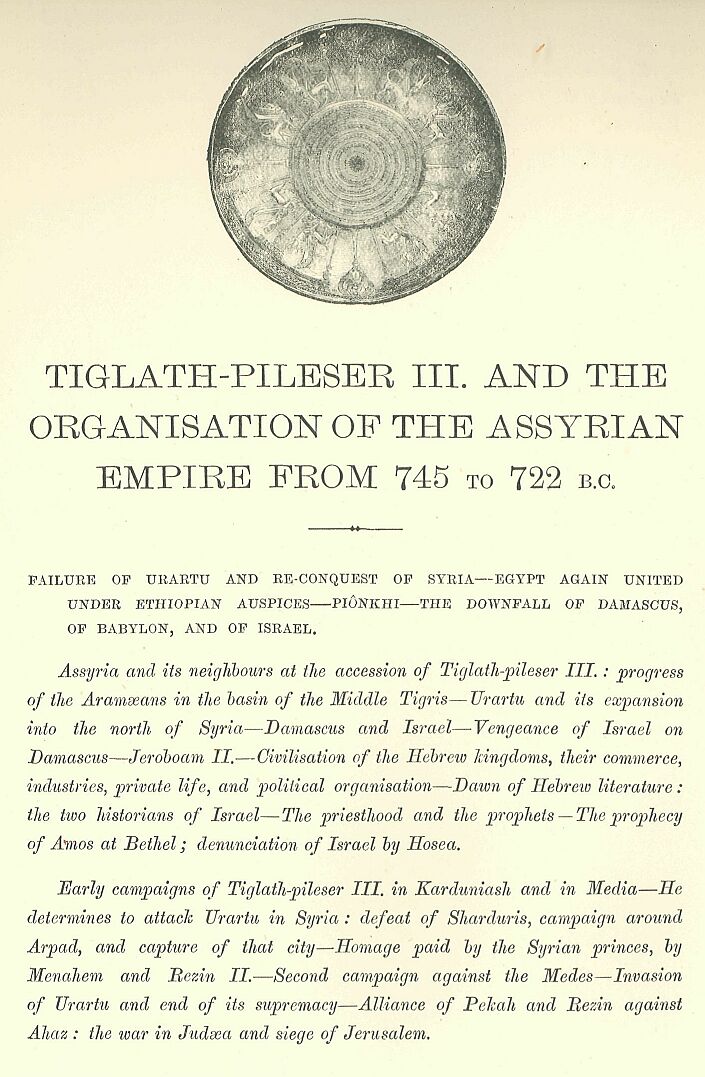 TIGLATH-PILESER III. AND THE
ORGANISATION OF THE ASSYRIAN
EMPIRE FROM 745 TO 722 B.C.
FAILURE OF URARTU AND RE-CONQUEST OF SYRIA—EGYPT AGAIN UNITED
UNDER ETHIOPIAN AUSPICES—PIÔNKHI—THE DOWNFALL OF DAMASCUS,
OF BABYLON, AND OF ISRAEL.
Assyria and its neighbours at the accession of Tiglath-pileser III. : progress
of the Aramæans in the basin of the Middle Tigris—Urartu and its expansion
into the north of Syria—Damascus and Israel—Vengeance of Israel on
Damascus—Jeroboam II.—Civilisation of the Hebrew kingdoms, their commerce,
industries, private life, and political organisation—Dawn of Hebrew literature :
the two historians of Israel—The priesthood and the prophets—The prophecy
of Amos at Bethel ; denunciation of Israel by Hosea.
Early campaigns of Tiglath-pileser III. in Karduniash and in Media—He
determines to attack Urartu in Syria : defeat of Sharduris, campaign around
Arpad, and capture of that city—Homage paid by the Syrian princes, by
Menahem and Rezin II.—Second campaign against the Medes—Invasion
of Urartu and end of its supremacy—Alliance of Pekah and Rezin against
Ahaz : the war in Judæa and siege of Jerusalem.